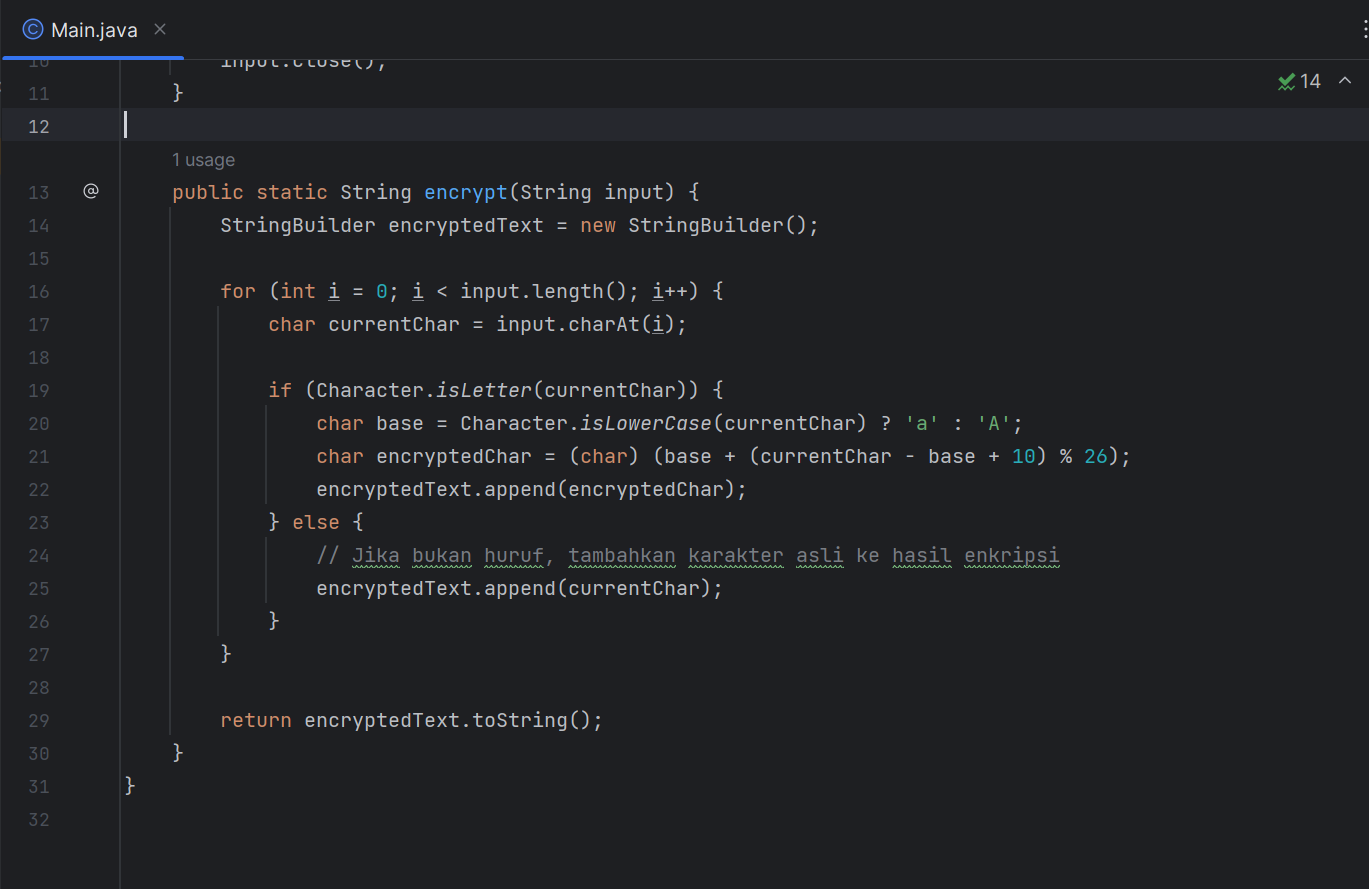 Main.java
10 input.close();
11 }
14
12
1 usage
13 public static String encrypt(String input) {
14 StringBuilder encryptedText = new StringBuilder();
15
16 for (int i = 0; i < input.length(); i++) {
17 char currentChar = input.charAt(i);
18
19 if (Character.isLetter(currentChar)) {
20 char base = Character.isLowerCase(currentChar) ? 'a' : 'A';
21 char encryptedChar = (char) (base + (currentChar - base + 10) % 26);
22 encryptedText.append(encryptedChar);
23 } else {
24 // Jika bukan huruf, tambahkan karakter asli ke hasil enkripsi
25 encryptedText.append(currentChar);
26 }
27 }
28
29 return encryptedText.toString();
30 }
31 }
32